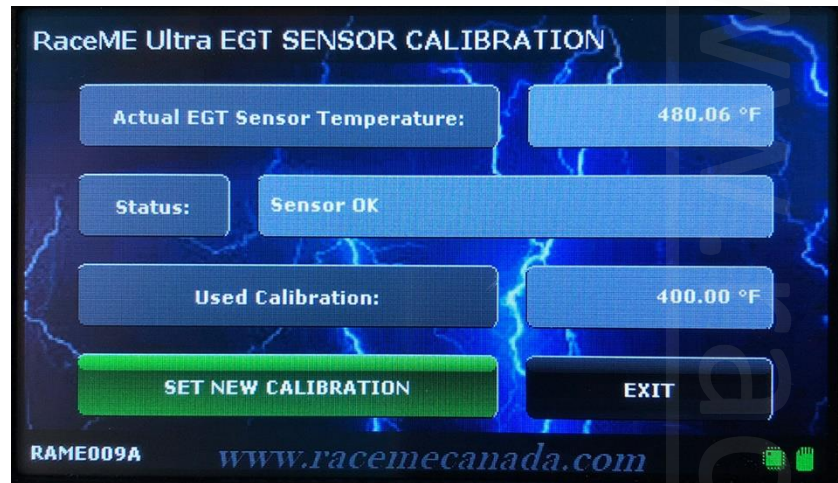 RaceME Ultra EGT SENSOR CALIBRATION
Actual EGT Sensor Temperature: 480.06 °F
Status: Sensor OK
Used Calibration: 400.00 °F
SET NEW CALIBRATION EXIT
RAME009A www.racemecanada.com